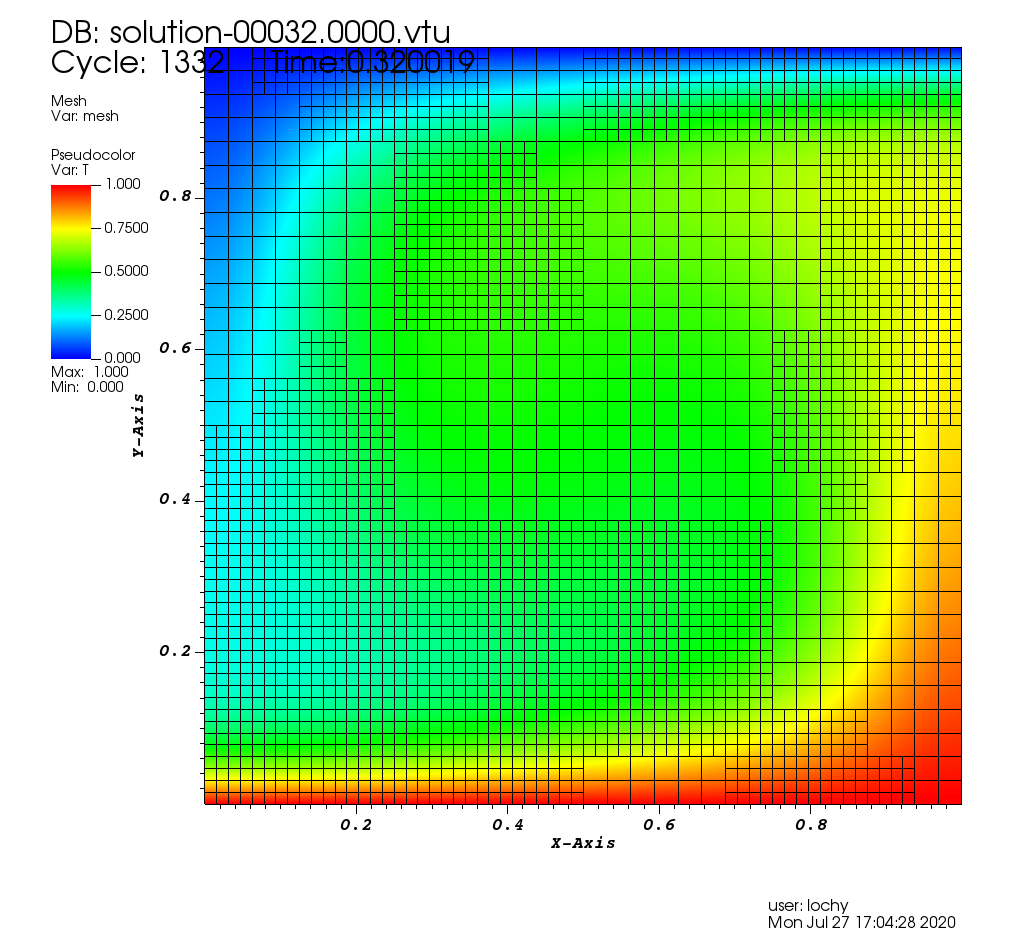 DB: solution-00032.0000.vtu
Cycle: 1332 Time:0.320019
Mesh
Var: mesh
Pseudocolor
Var: T
1.000
0.7500
0.5000
0.2500
0.000
Max: 1.000
Min: 0.000
Y-Axis
0.8
0.6
0.4
0.2
0.2 0.4 0.6 0.8
X-Axis
user: lochy
Mon Jul 27 17:04:28 2020